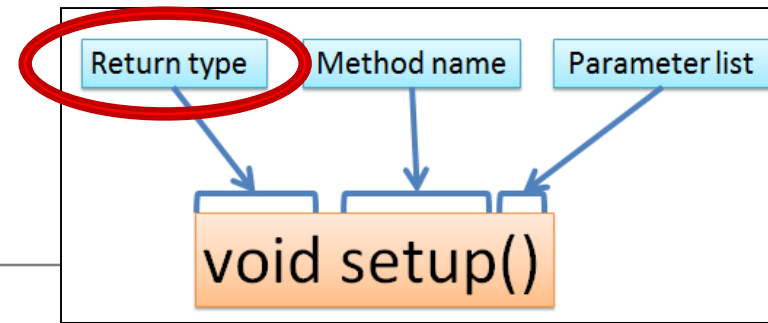 Return type
Method name
Parameter list
void setup()